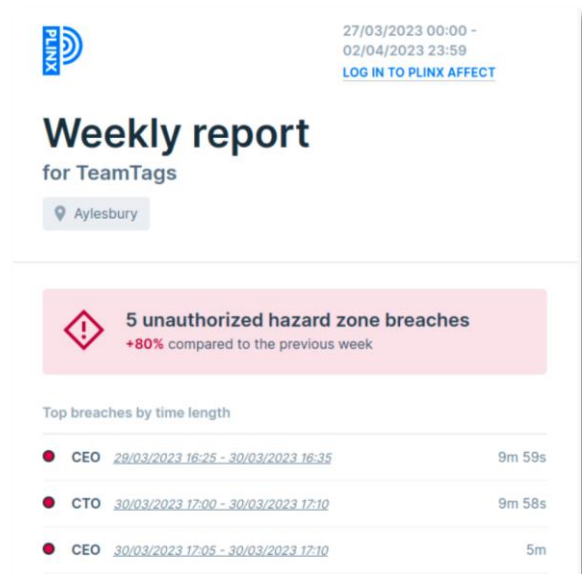 PLINX
27/03/2023 00:00 -
02/04/2023 23:59
LOG IN TO PLINX AFFECT
Weekly report
for TeamTags
Aylesbury
5 unauthorized hazard zone breaches
+80% compared to the previous week
Top breaches by time length
CEO 29/03/2023 16:25 - 30/03/2023 16:35 9m 59s
CTO 30/03/2023 17:00 - 30/03/2023 17:10 9m 58s
CEO 30/03/2023 17:05 - 30/03/2023 17:10 5m